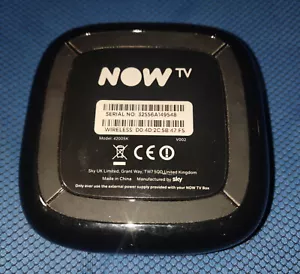 NOW TV
SERIAL NO: 32556A149548
WIRELESS D0 4D 2C 5B 47 F5
Model: 4200SK V002
Sky UK Limited, Grant Way, TW7 5QD, United Kingdom
Made in China Manufactured by sky
Only ever use the external power supply provided with your NOW TV Box